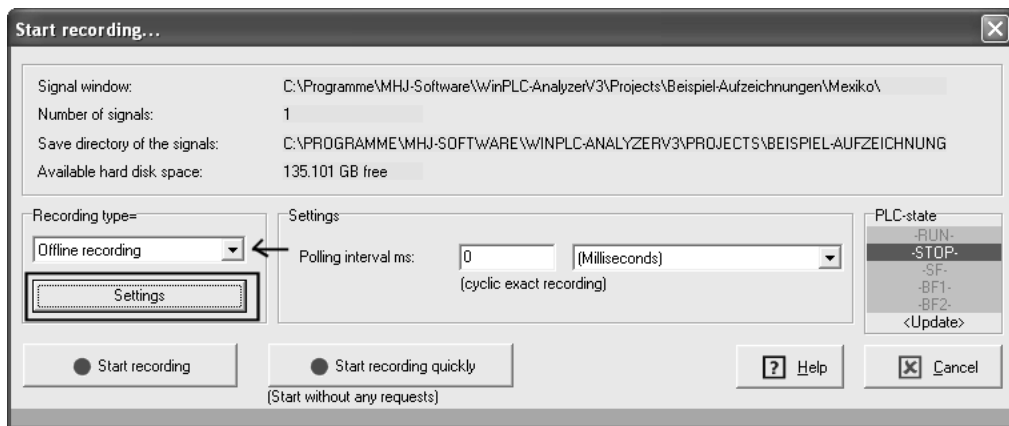 Start recording...
Signal window: C:\Programme\MHJ-Software\WinPLC-AnalyzerV3\Projects\Beispiel-Aufzeichnungen\Mexiko\
Number of signals: 1
Save directory of the signals: C:\PROGRAMME\MHJ-SOFTWARE\WINPLC-ANALYZERV3\PROJECTS\BEISPIEL-AUFZEICHNUNG
Available hard disk space: 135.101 GB free
Recording type=
Offline recording
Settings
Settings
Polling interval ms: 0 (Milliseconds)
(cyclic exact recording)
PLC-state
-RUN-
-STOP-
-SF-
-BF1-
-BF2-
<Update>
Start recording
Start recording quickly
(Start without any requests)
? Help
Cancel